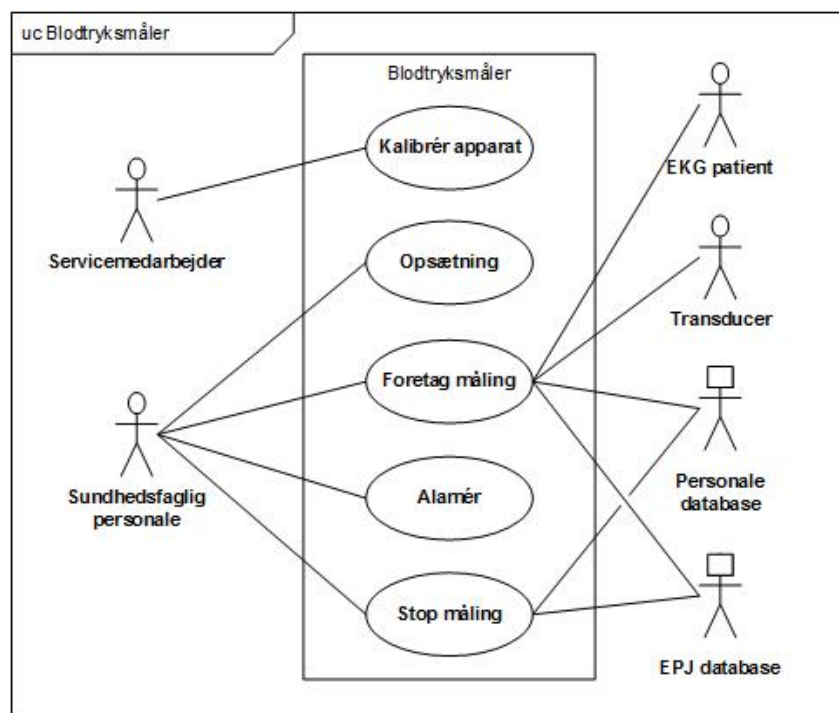 uc Blodtryksmåler
Blodtryksmåler
Kalibrér apparat
EKG patient
Servicemedarbejder
Opsætning
Transducer
Foretag måling
Sundhedsfaglig
personale
Personale
database
Alamér
Stop måling
EPJ database